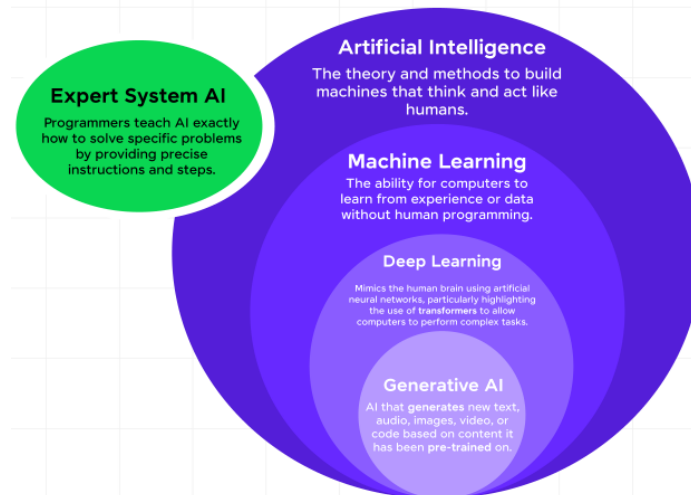 Expert System AI
Programmers teach AI exactly
how to solve specific problems
by providing precise
instructions and steps.
Artificial Intelligence
The theory and methods to build
machines that think and act like
humans.
Machine Learning
The ability for computers to
learn from experience or data
without human programming.
Deep Learning
Mimics the human brain using artificial
neural networks, particularly highlighting
the use of transformers to allow
computers to perform complex tasks.
Generative AI
AI that generates new text,
audio, images, video, or
code based on content it
has been pre-trained on.